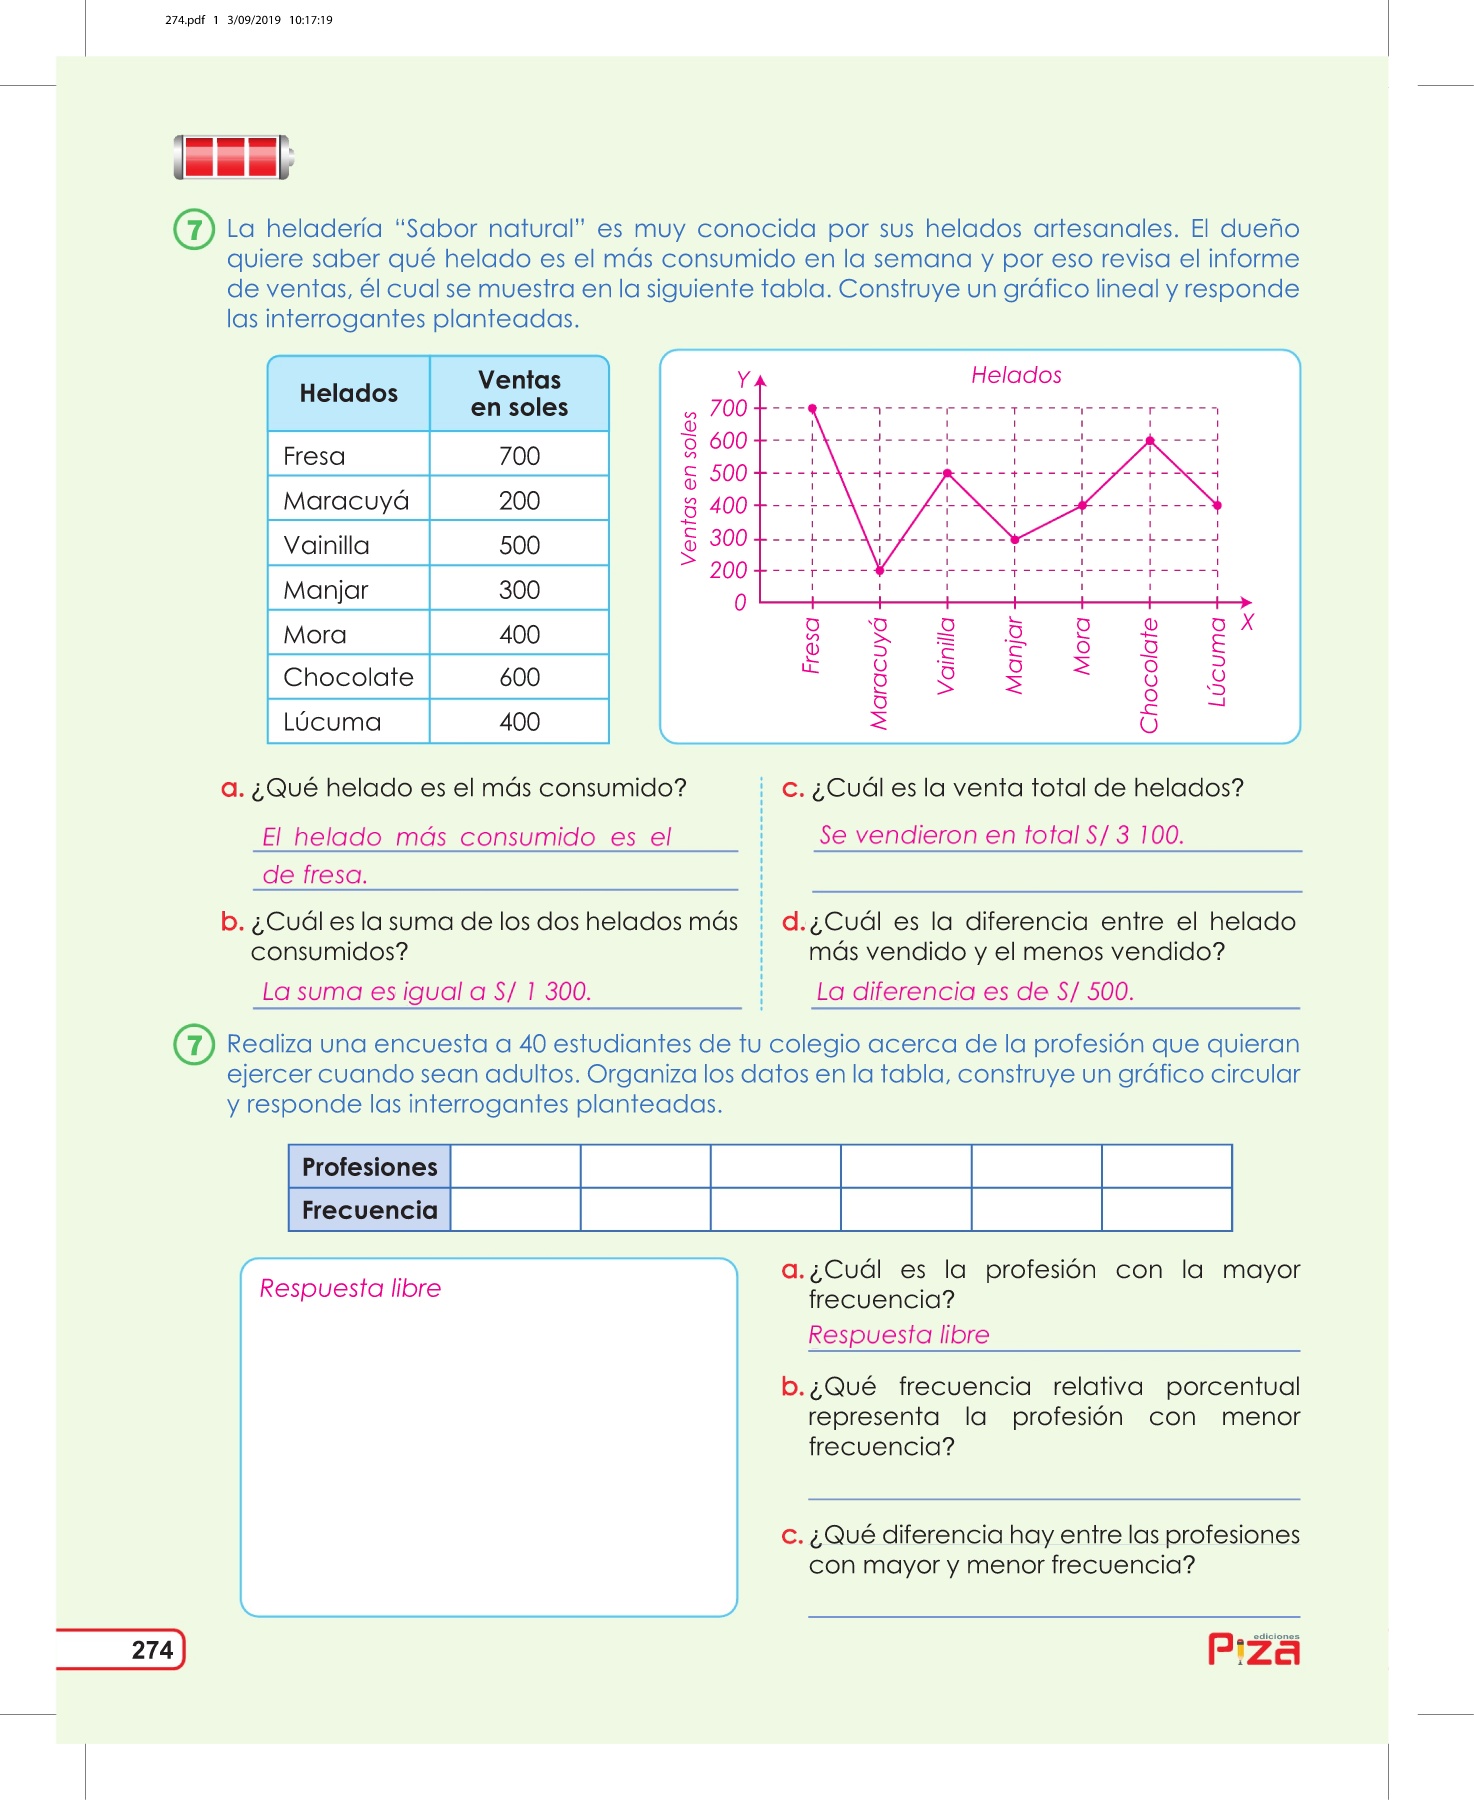 274.pdf 1 3/09/2019 10:17:19
7 La heladería “Sabor natural” es muy conocida por sus helados artesanales. El dueño
quiere saber qué helado es el más consumido en la semana y por eso revisa el informe
de ventas, él cual se muestra en la siguiente tabla. Construye un gráfico lineal y responde
las interrogantes planteadas.
Helados Ventas
en soles
Fresa 700
Maracuyá 200
Vainilla 500
Manjar 300
Mora 400
Chocolate 600
Lúcuma 400
Helados
Y
Ventas en soles
700
600
500
400
300
200
0
X
Fresa
Maracuyá
Vainilla
Manjar
Mora
Chocolate
Lúcuma
a. ¿Qué helado es el más consumido?
El helado más consumido es el
de fresa.
b. ¿Cuál es la suma de los dos helados más
consumidos?
La suma es igual a S/ 1 300.
c. ¿Cuál es la venta total de helados?
Se vendieron en total S/ 3 100.
d. ¿Cuál es la diferencia entre el helado
más vendido y el menos vendido?
La diferencia es de S/ 500.
7 Realiza una encuesta a 40 estudiantes de tu colegio acerca de la profesión que quieran
ejercer cuando sean adultos. Organiza los datos en la tabla, construye un gráfico circular
y responde las interrogantes planteadas.
Profesiones
Frecuencia
Respuesta libre
a. ¿Cuál es la profesión con la mayor
frecuencia?
Respuesta libre
b. ¿Qué frecuencia relativa porcentual
representa la profesión con menor
frecuencia?
c. ¿Qué diferencia hay entre las profesiones
con mayor y menor frecuencia?
274
ediciones
Piza